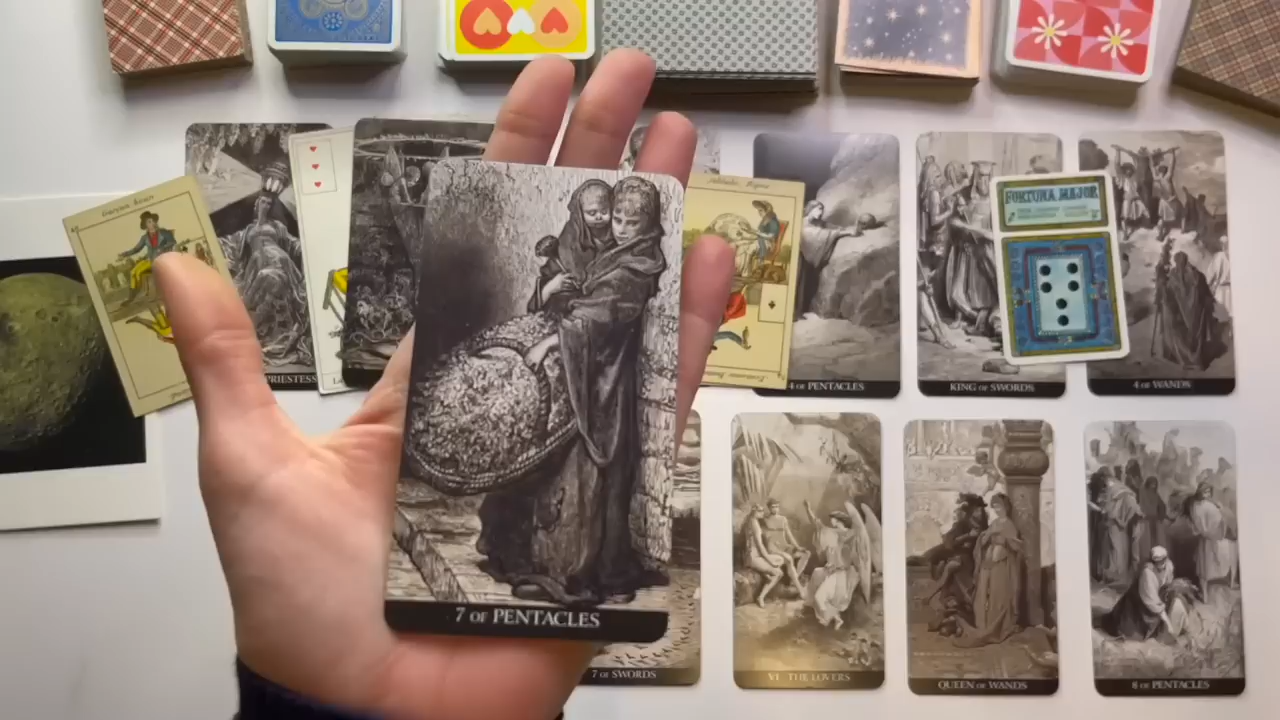 PRIESTESS
4 OF PENTACLES
KING OF SWORDS
FORTUNA MAJOR
4 OF WANDS
7 OF PENTACLES
7 OF SWORDS
VI THE LOVERS
QUEEN OF WANDS
8 OF PENTACLES